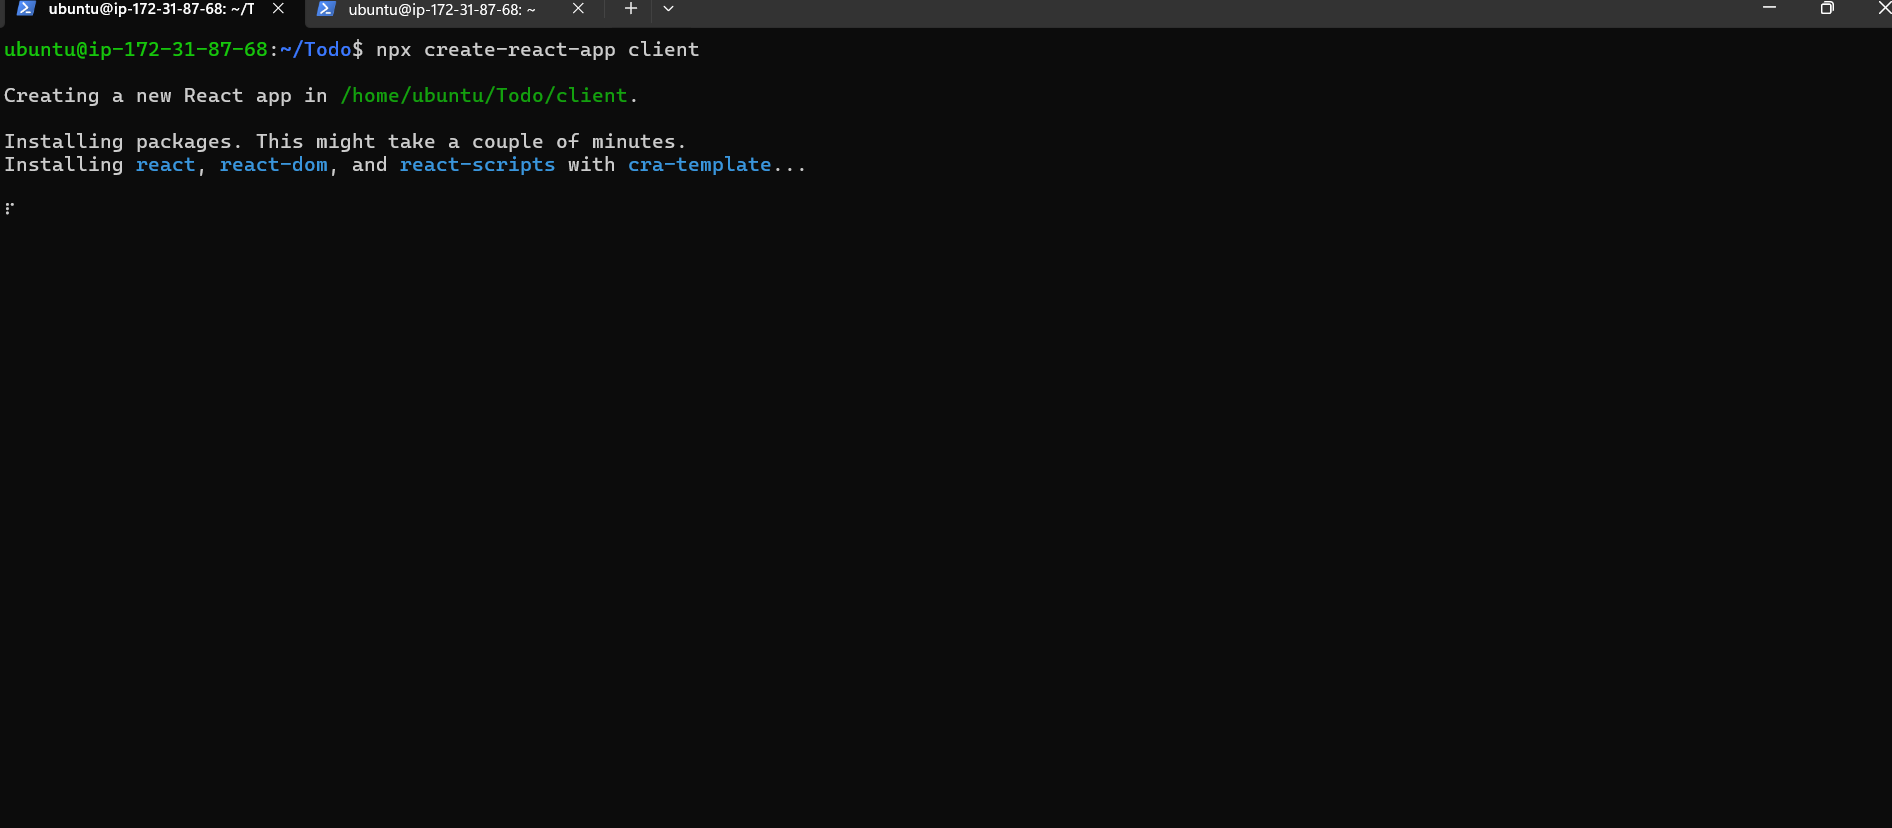 ubuntu@ip-172-31-87-68: ~/T
ubuntu@ip-172-31-87-68: ~
ubuntu@ip-172-31-87-68:~/Todo$ npx create-react-app client
Creating a new React app in /home/ubuntu/Todo/client.
Installing packages. This might take a couple of minutes.
Installing react, react-dom, and react-scripts with cra-template...